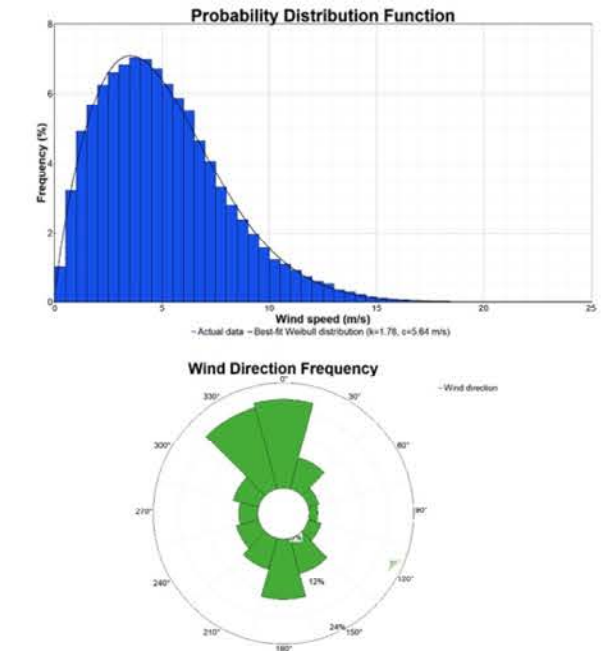 Probability Distribution Function
8
6
4
2
0
Frequency (%)
0 5 10 15 20 25
Wind speed (m/s)
Actual data Best-fit Weibull distribution (k=1.78, c=5.64 m/s)
Wind Direction Frequency
Wind direction
0°
330° 30°
300° 60°
270° 90°
12%
240° 120°
24%
210° 150°
180°